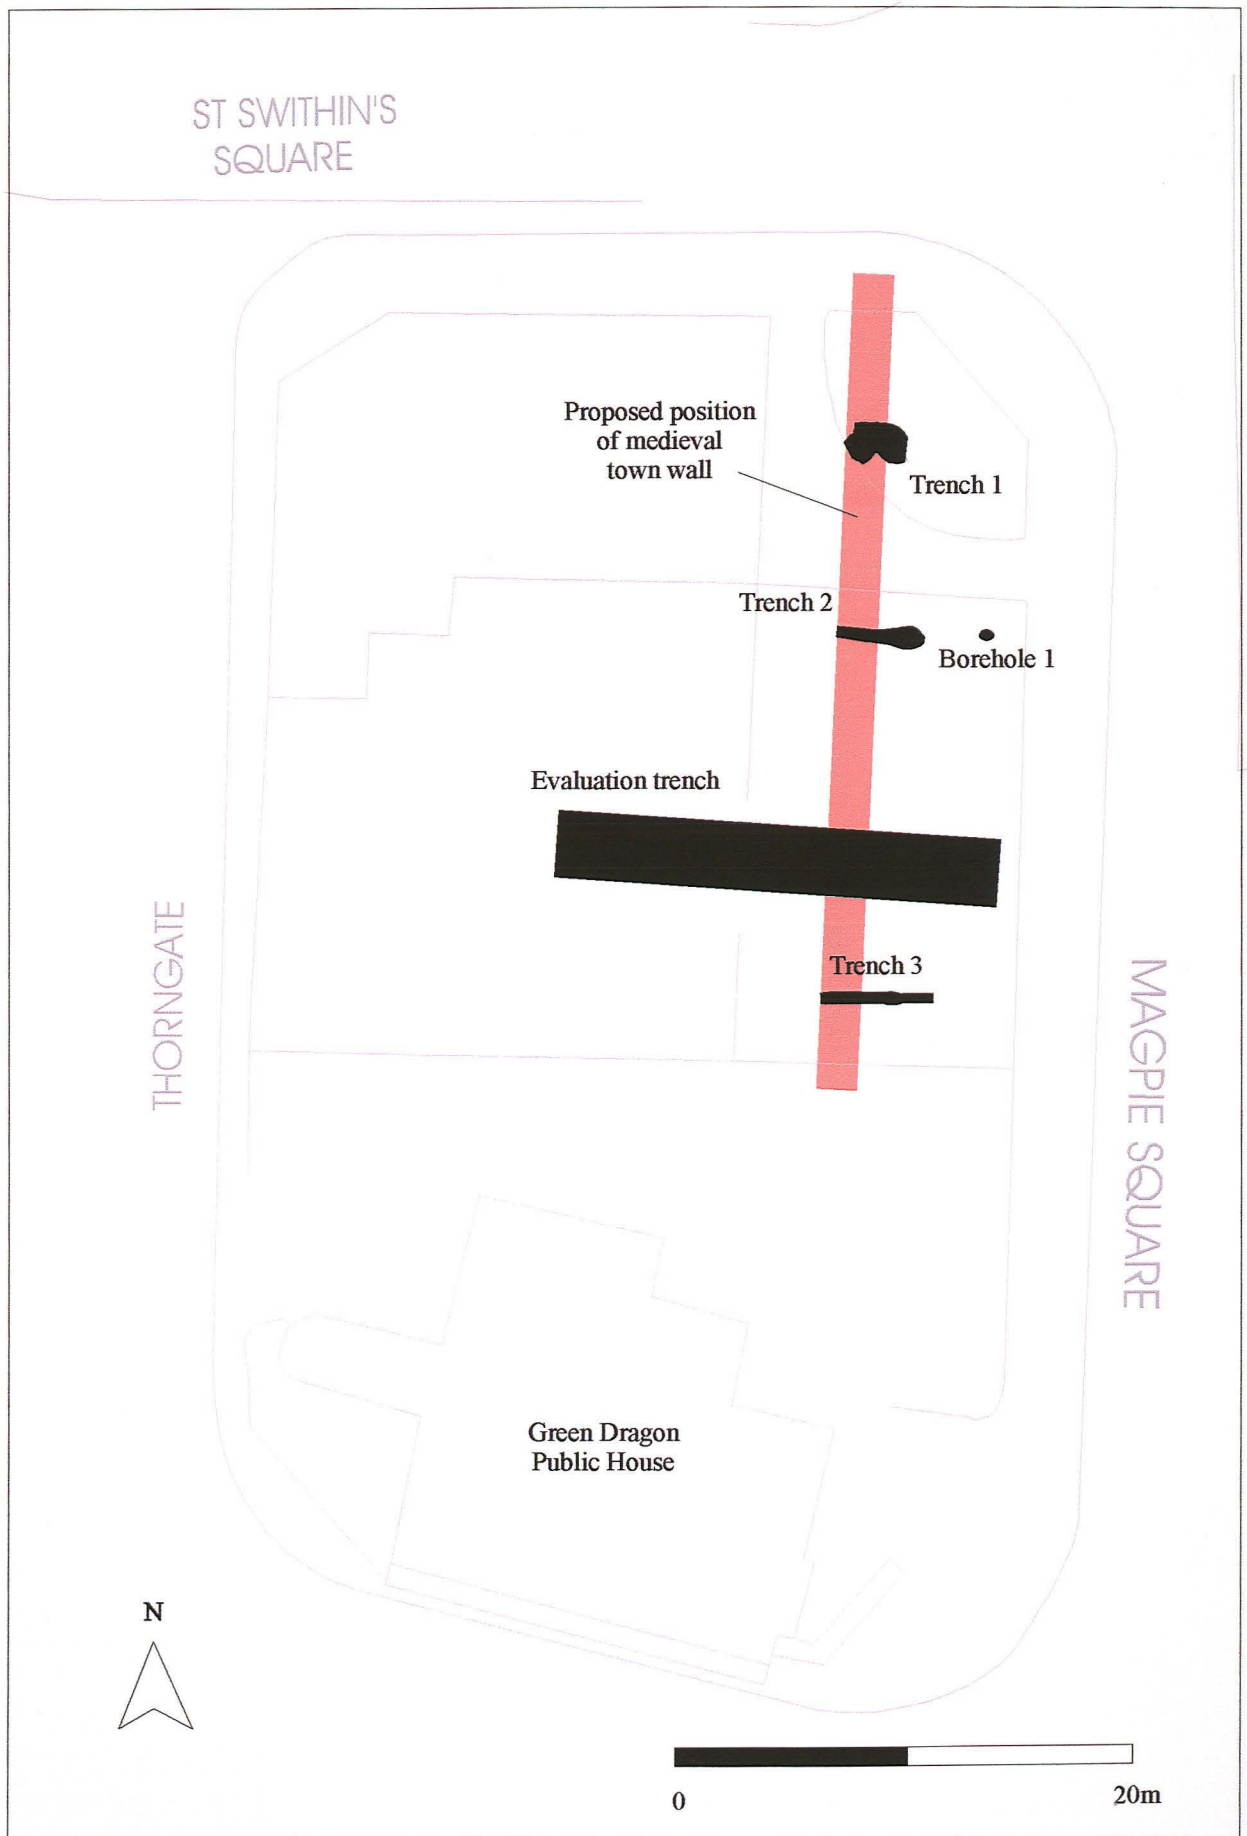 ST SWITHIN'S
SQUARE
Proposed position
of medieval
town wall
Trench 1
Trench 2
Borehole 1
Evaluation trench
Trench 3
THORNGATE
MAGPIE SQUARE
Green Dragon
Public House
N
0
20m